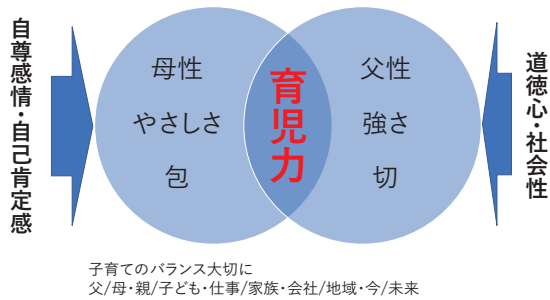 自尊感情・自己肯定感
母性
やさしさ
包
育児力
父性
強さ
切
道徳心・社会性
子育てのバランス大切に
父/母・親/子ども・仕事/家族・会社/地域・今/未来